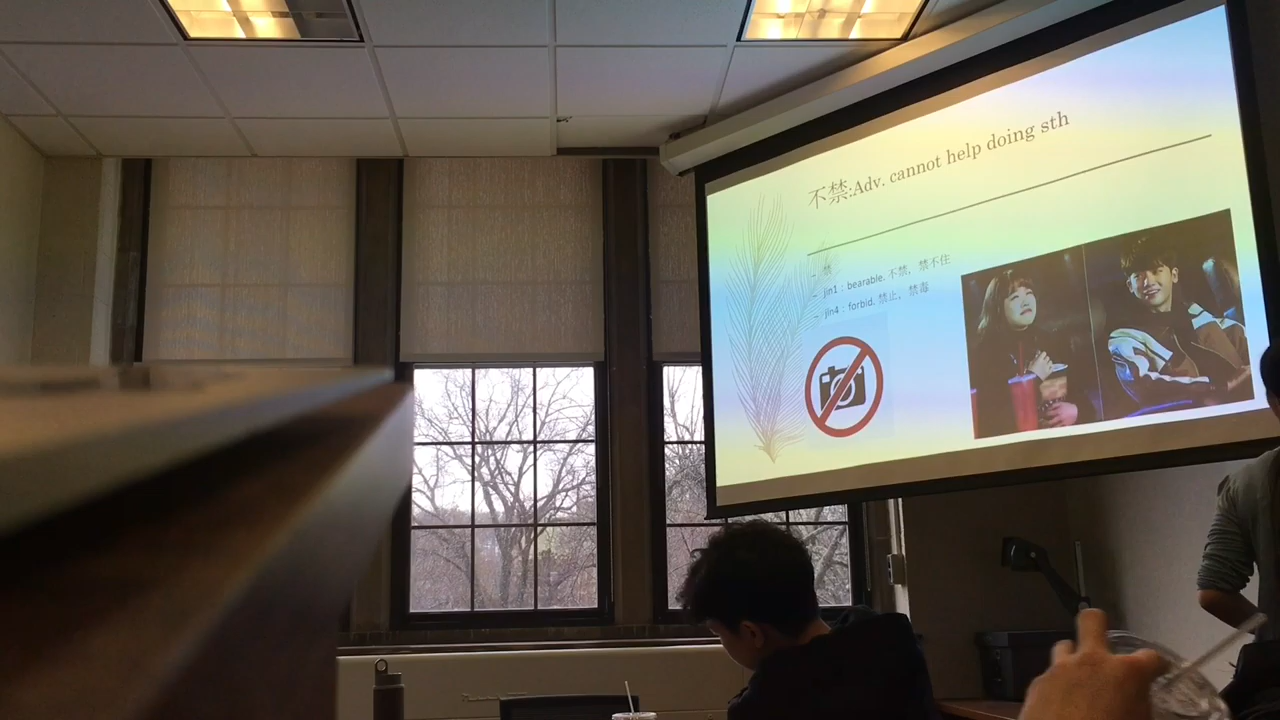 不禁:Adv. cannot help doing sth
– 禁
– jin1：bearable. 不禁，禁不住
– jin4：forbid. 禁止，禁毒